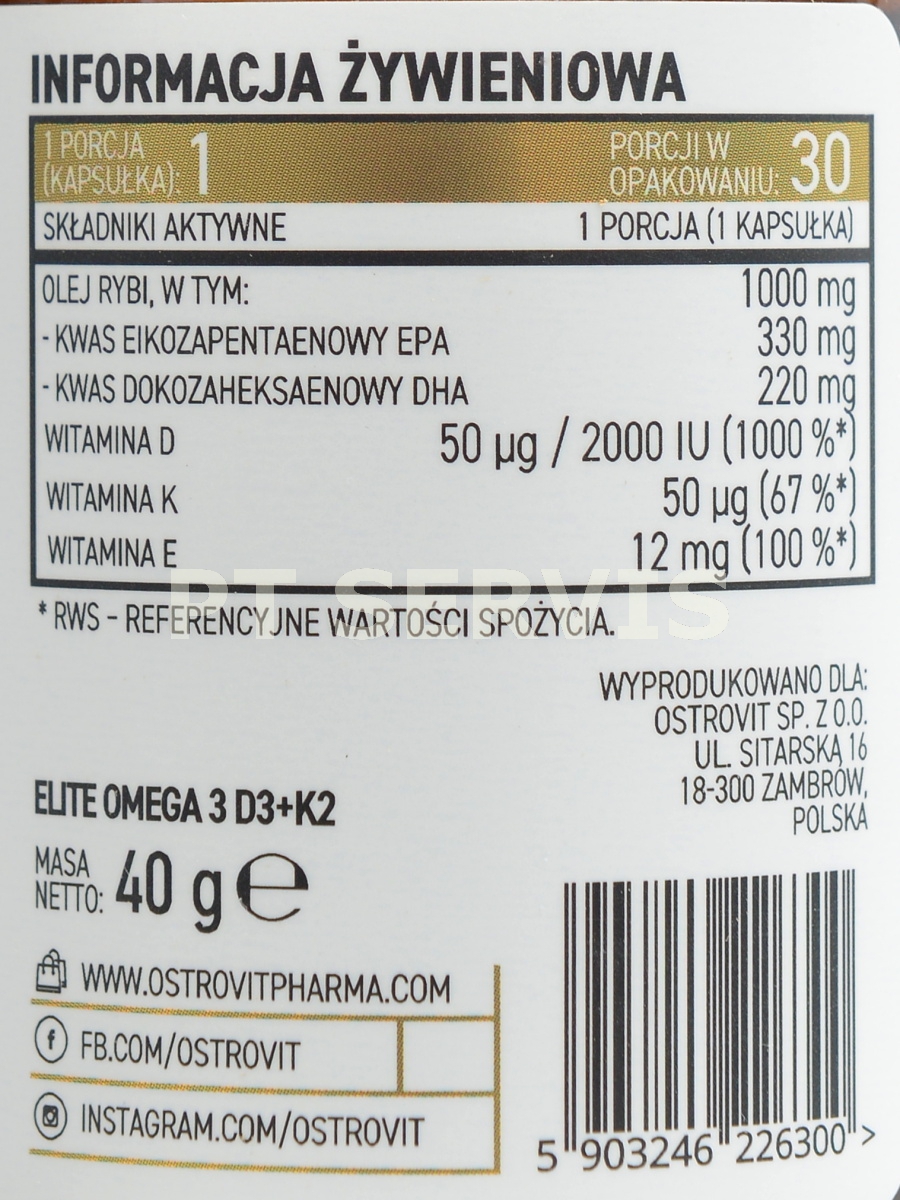 INFORMACJA ŻYWIENIOWA
1 PORCJA (KAPSUŁKA): 1
PORCJI W OPAKOWANIU: 30
SKŁADNIKI AKTYWNE 1 PORCJA (1 KAPSUŁKA)
OLEJ RYBI, W TYM: 1000 mg
- KWAS EIKOZAPENTAENOWY EPA 330 mg
- KWAS DOKOZAHEKSAENOWY DHA 220 mg
WITAMINA D 50 µg / 2000 IU (1000 %*)
WITAMINA K 50 µg (67 %*)
WITAMINA E 12 mg (100 %*)
PT SERVIS
* RWS - REFERENCYJNE WARTOŚCI SPOŻYCIA.
WYPRODUKOWANO DLA:
OSTROVIT SP. Z O.O.
UL. SITARSKA 16
18-300 ZAMBRÓW,
POLSKA
ELITE OMEGA 3 D3+K2
MASA NETTO: 40 g e
WWW.OSTROVITPHARMA.COM
FB.COM/OSTROVIT
INSTAGRAM.COM/OSTROVIT
5 903246 226300 >